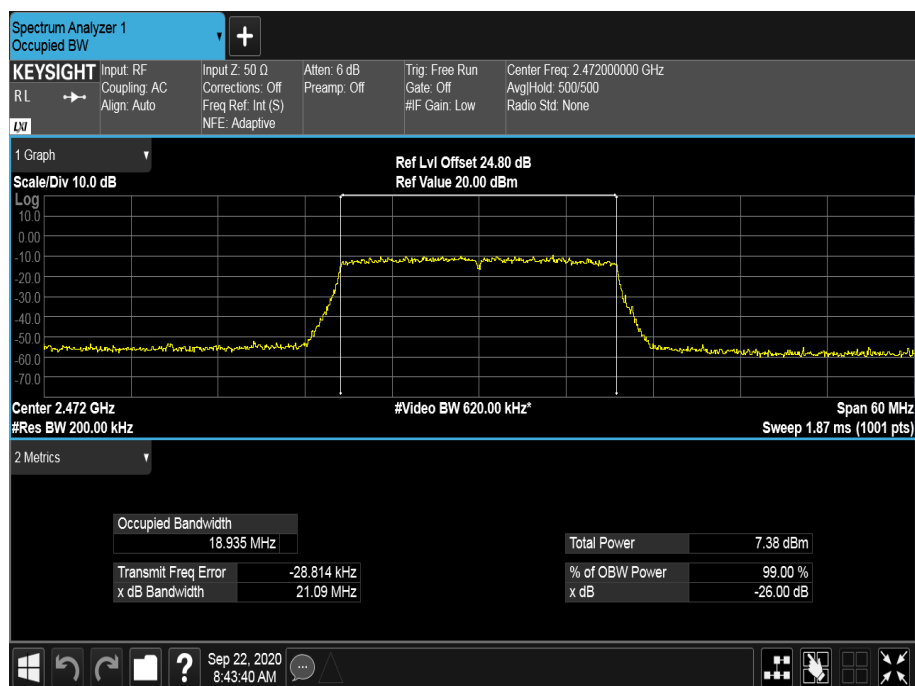 Spectrum Analyzer 1
Occupied BW
KEYSIGHT
R L
LXI
Input: RF
Coupling: AC
Align: Auto
Input Z: 50 Ω
Corrections: Off
Freq Ref: Int (S)
NFE: Adaptive
Atten: 6 dB
Preamp: Off
Trig: Free Run
Gate: Off
#IF Gain: Low
Center Freq: 2.472000000 GHz
Avg|Hold: 500/500
Radio Std: None
1 Graph
Scale/Div 10.0 dB
Ref Lvl Offset 24.80 dB
Ref Value 20.00 dBm
Log
10.0
0.00
-10.0
-20.0
-30.0
-40.0
-50.0
-60.0
-70.0
Center 2.472 GHz
#Video BW 620.00 kHz*
Span 60 MHz
#Res BW 200.00 kHz
Sweep 1.87 ms (1001 pts)
2 Metrics
Occupied Bandwidth
18.935 MHz
Total Power 7.38 dBm
Transmit Freq Error -28.814 kHz
% of OBW Power 99.00 %
x dB Bandwidth 21.09 MHz
x dB -26.00 dB
?
Sep 22, 2020
8:43:40 AM